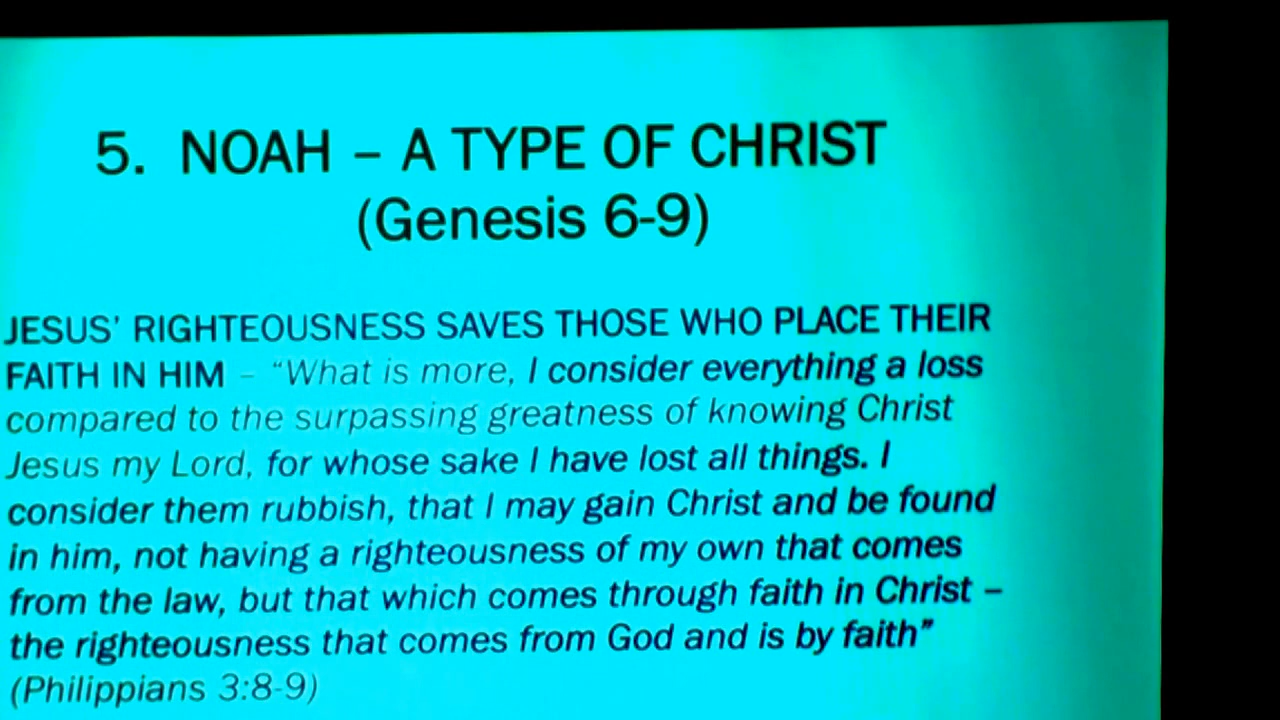 5. NOAH – A TYPE OF CHRIST
(Genesis 6-9)
JESUS’ RIGHTEOUSNESS SAVES THOSE WHO PLACE THEIR
FAITH IN HIM – “What is more, I consider everything a loss
compared to the surpassing greatness of knowing Christ
Jesus my Lord, for whose sake I have lost all things. I
consider them rubbish, that I may gain Christ and be found
in him, not having a righteousness of my own that comes
from the law, but that which comes through faith in Christ –
the righteousness that comes from God and is by faith”
(Philippians 3:8-9)